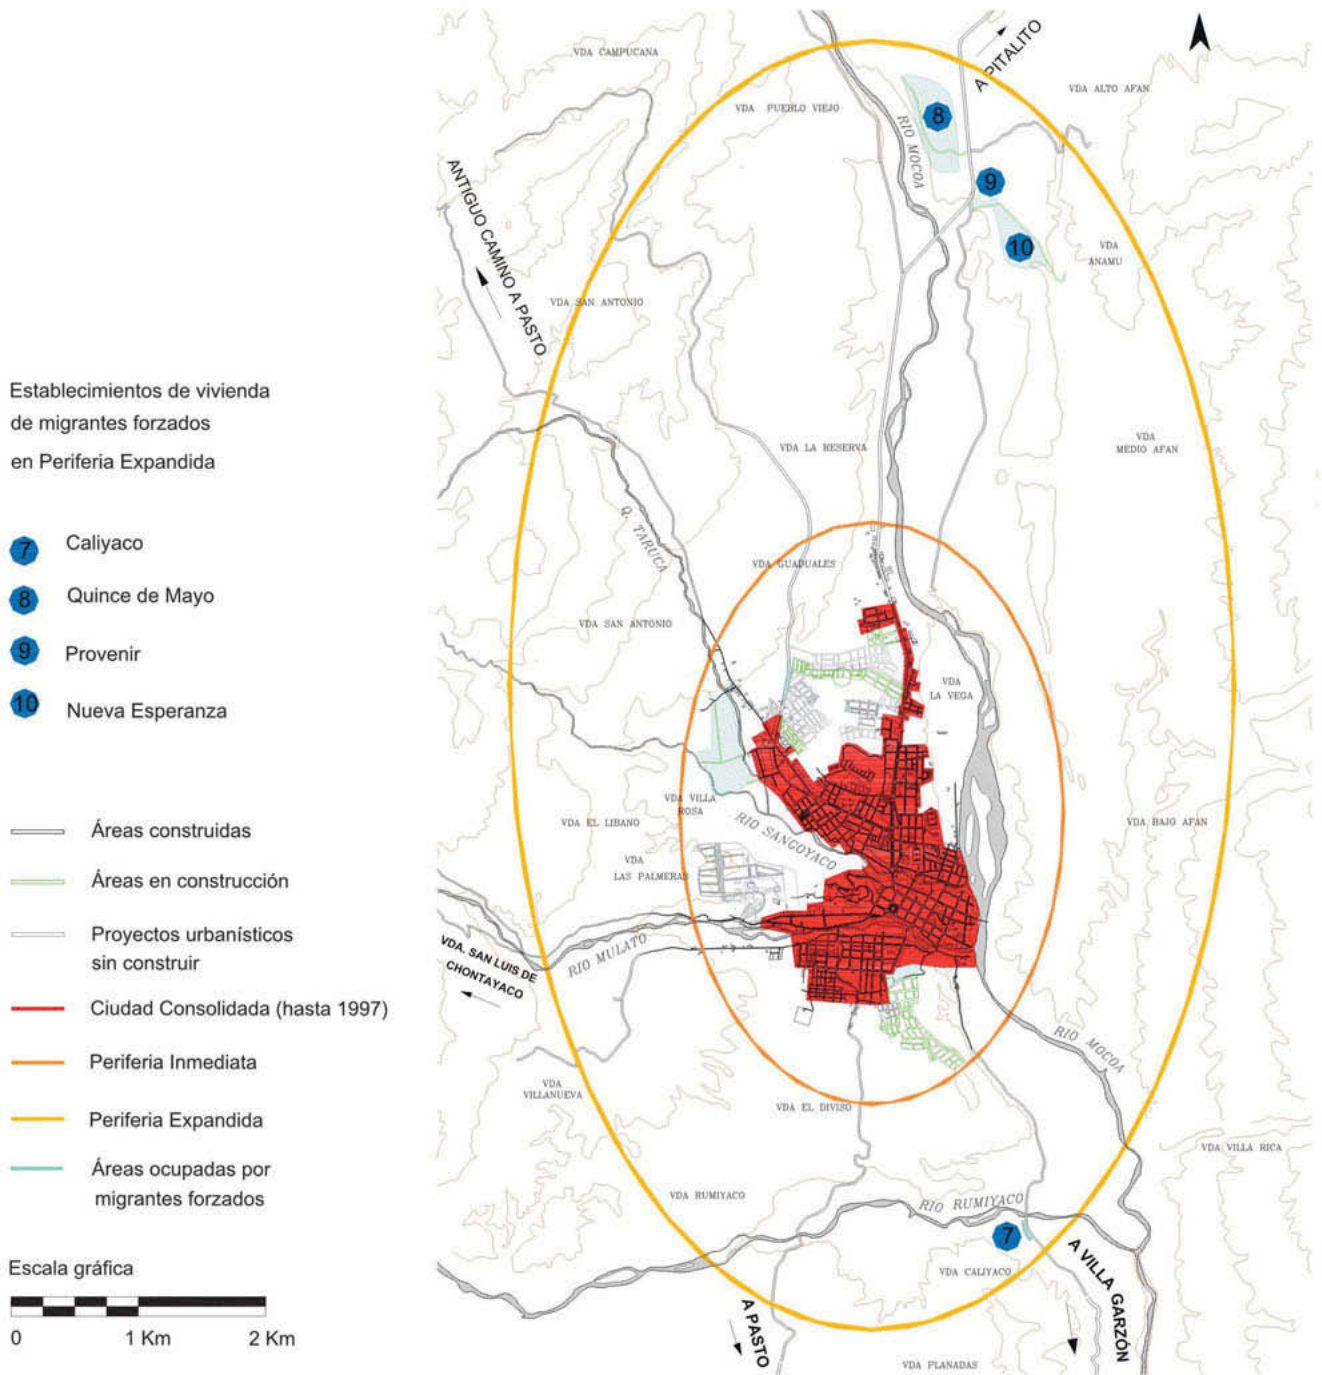 Establecimientos de vivienda
de migrantes forzados
en Periferia Expandida
7 Caliyaco
8 Quince de Mayo
9 Provenir
10 Nueva Esperanza
Áreas construidas
Áreas en construcción
Proyectos urbanísticos
sin construir
Ciudad Consolidada (hasta 1997)
Periferia Inmediata
Periferia Expandida
Áreas ocupadas por
migrantes forzados
Escala gráfica
0 1 Km 2 Km
VDA CAMPUCANA
A PITALITO
VDA ALTO AFAN
VDA PUEBLO VIEJO
RIO MOCOA
8
9
10
VDA
ANAMU
ANTIGUO CAMINO A PASTO
VDA SAN ANTONIO
VDA LA RESERVA
VDA
MEDIO AFAN
Q. TARUCA
VDA GUADUALES
VDA SAN ANTONIO
VDA
LA VEGA
VDA VILLA
ROSA
VDA EL LIBANO
RIO SANGOYACO
VDA BAJO AFAN
VDA
LAS PALMERAS
RIO MULATO
VDA. SAN LUIS DE
CHONTAYACO
RIO MOCOA
VDA
VILLANUEVA
VDA EL DIVISO
VDA VILLA RICA
VDA RUMIYACO
RIO RUMIYACO
7
VDA CALIYACO
A VILLA GARZÓN
A PASTO
VDA PLANADAS